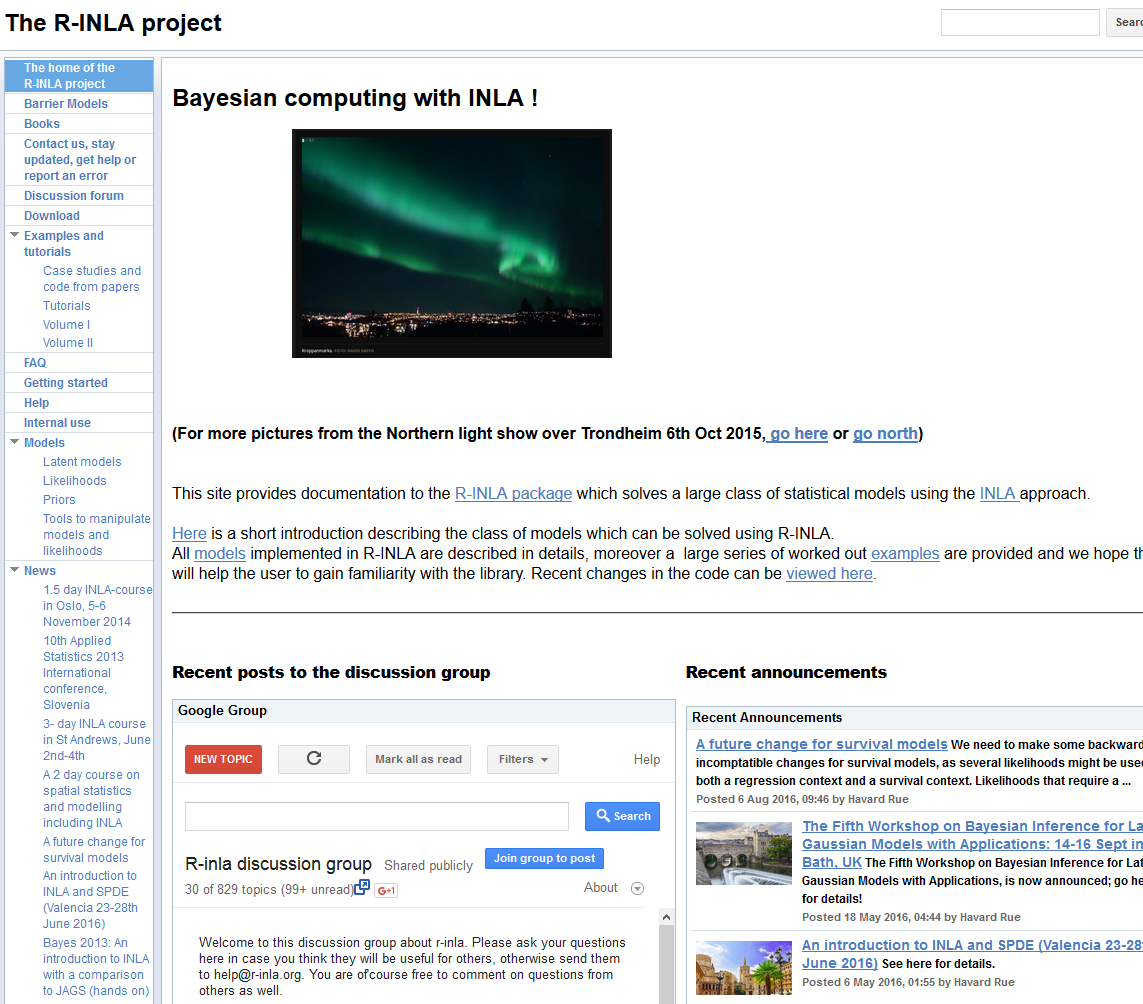 The R-INLA project
Searc
The home of the
R-INLA project
Barrier Models
Books
Contact us, stay
updated, get help or
report an error
Discussion forum
Download
Examples and
tutorials
Case studies and
code from papers
Tutorials
Volume I
Volume II
FAQ
Getting started
Help
Internal use
Models
Latent models
Likelihoods
Priors
Tools to manipulate
models and
likelihoods
News
1.5 day INLA-course
in Oslo, 5-6
November 2014
10th Applied
Statistics 2013
International
conference,
Slovenia
3- day INLA course
in St Andrews, June
2nd-4th
A 2 day course on
spatial statistics
and modelling
including INLA
A future change for
survival models
An introduction to
INLA and SPDE
(Valencia 23-28th
June 2016)
Bayes 2013: An
introduction to INLA
with a comparison
to JAGS (hands on)
Bayesian computing with INLA !
Kroppanmarka. FOTO: DAVID SMITH
(For more pictures from the Northern light show over Trondheim 6th Oct 2015, go here or go north)
This site provides documentation to the R-INLA package which solves a large class of statistical models using the INLA approach.
Here is a short introduction describing the class of models which can be solved using R-INLA.
All models implemented in R-INLA are described in details, moreover a large series of worked out examples are provided and we hope th
will help the user to gain familiarity with the library. Recent changes in the code can be viewed here.
Recent posts to the discussion group
Google Group
NEW TOPIC
Mark all as read
Filters
Help
Search
R-inla discussion group Shared publicly
Join group to post
30 of 829 topics (99+ unread)
G+1
About
Welcome to this discussion group about r-inla. Please ask your questions
here in case you think they will be useful for others, otherwise send them
to help@r-inla.org. You are of'course free to comment on questions from
others as well.
Recent announcements
Recent Announcements
A future change for survival models We need to make some backward
incomptatible changes for survival models, as several likelihoods might be used
both a regression context and a survival context. Likelihoods that require a ...
Posted 6 Aug 2016, 09:46 by Havard Rue
The Fifth Workshop on Bayesian Inference for La
Gaussian Models with Applications: 14-16 Sept in
Bath, UK The Fifth Workshop on Bayesian Inference for Lat
Gaussian Models with Applications, is now announced; go he
for details!
Posted 18 May 2016, 04:44 by Havard Rue
An introduction to INLA and SPDE (Valencia 23-28
June 2016) See here for details.
Posted 6 May 2016, 01:55 by Havard Rue